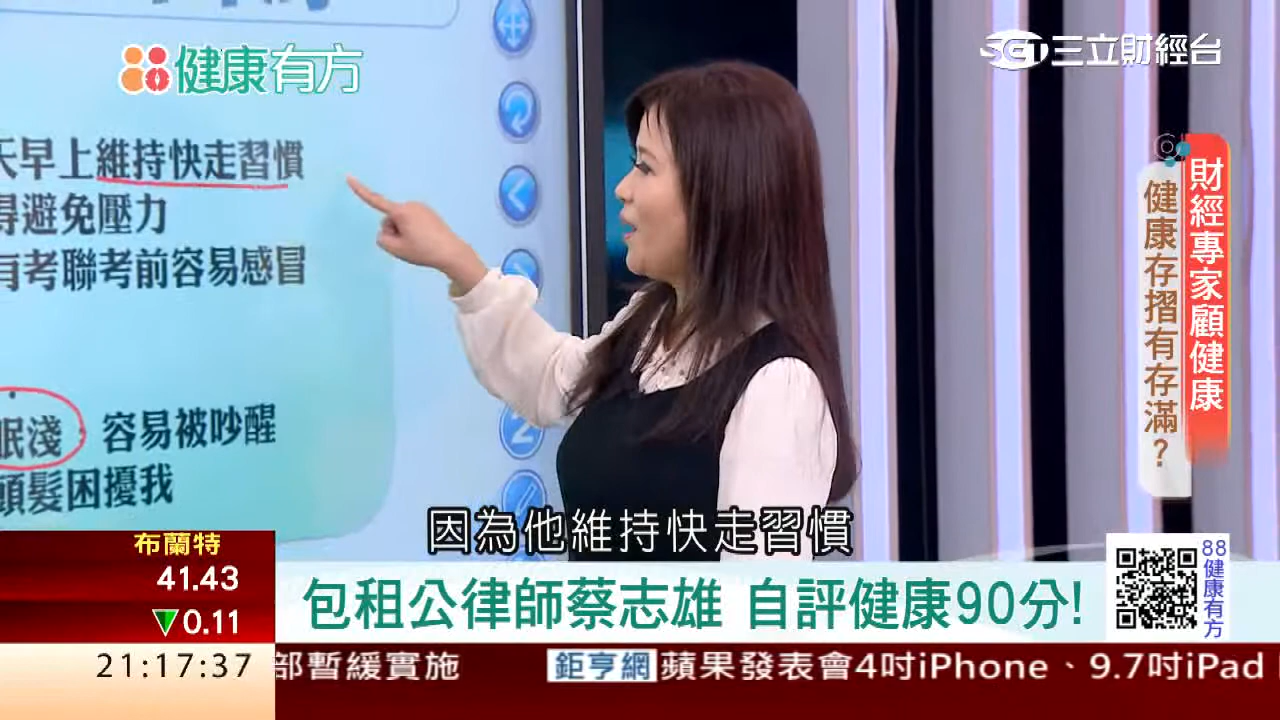 健康有方
SET三立財經台
天早上維持快走習慣
得避免壓力
有考聯考前容易感冒
眠淺 容易被吵醒
頭髮困擾我
2
財經專家顧健康
健康存摺有存滿？
因為他維持快走習慣
布蘭特
41.43
▼0.11
包租公律師蔡志雄 自評健康90分!
88健康有方
21:17:37
部暫緩實施 鉅亨網 蘋果發表會4吋iPhone、9.7吋iPad